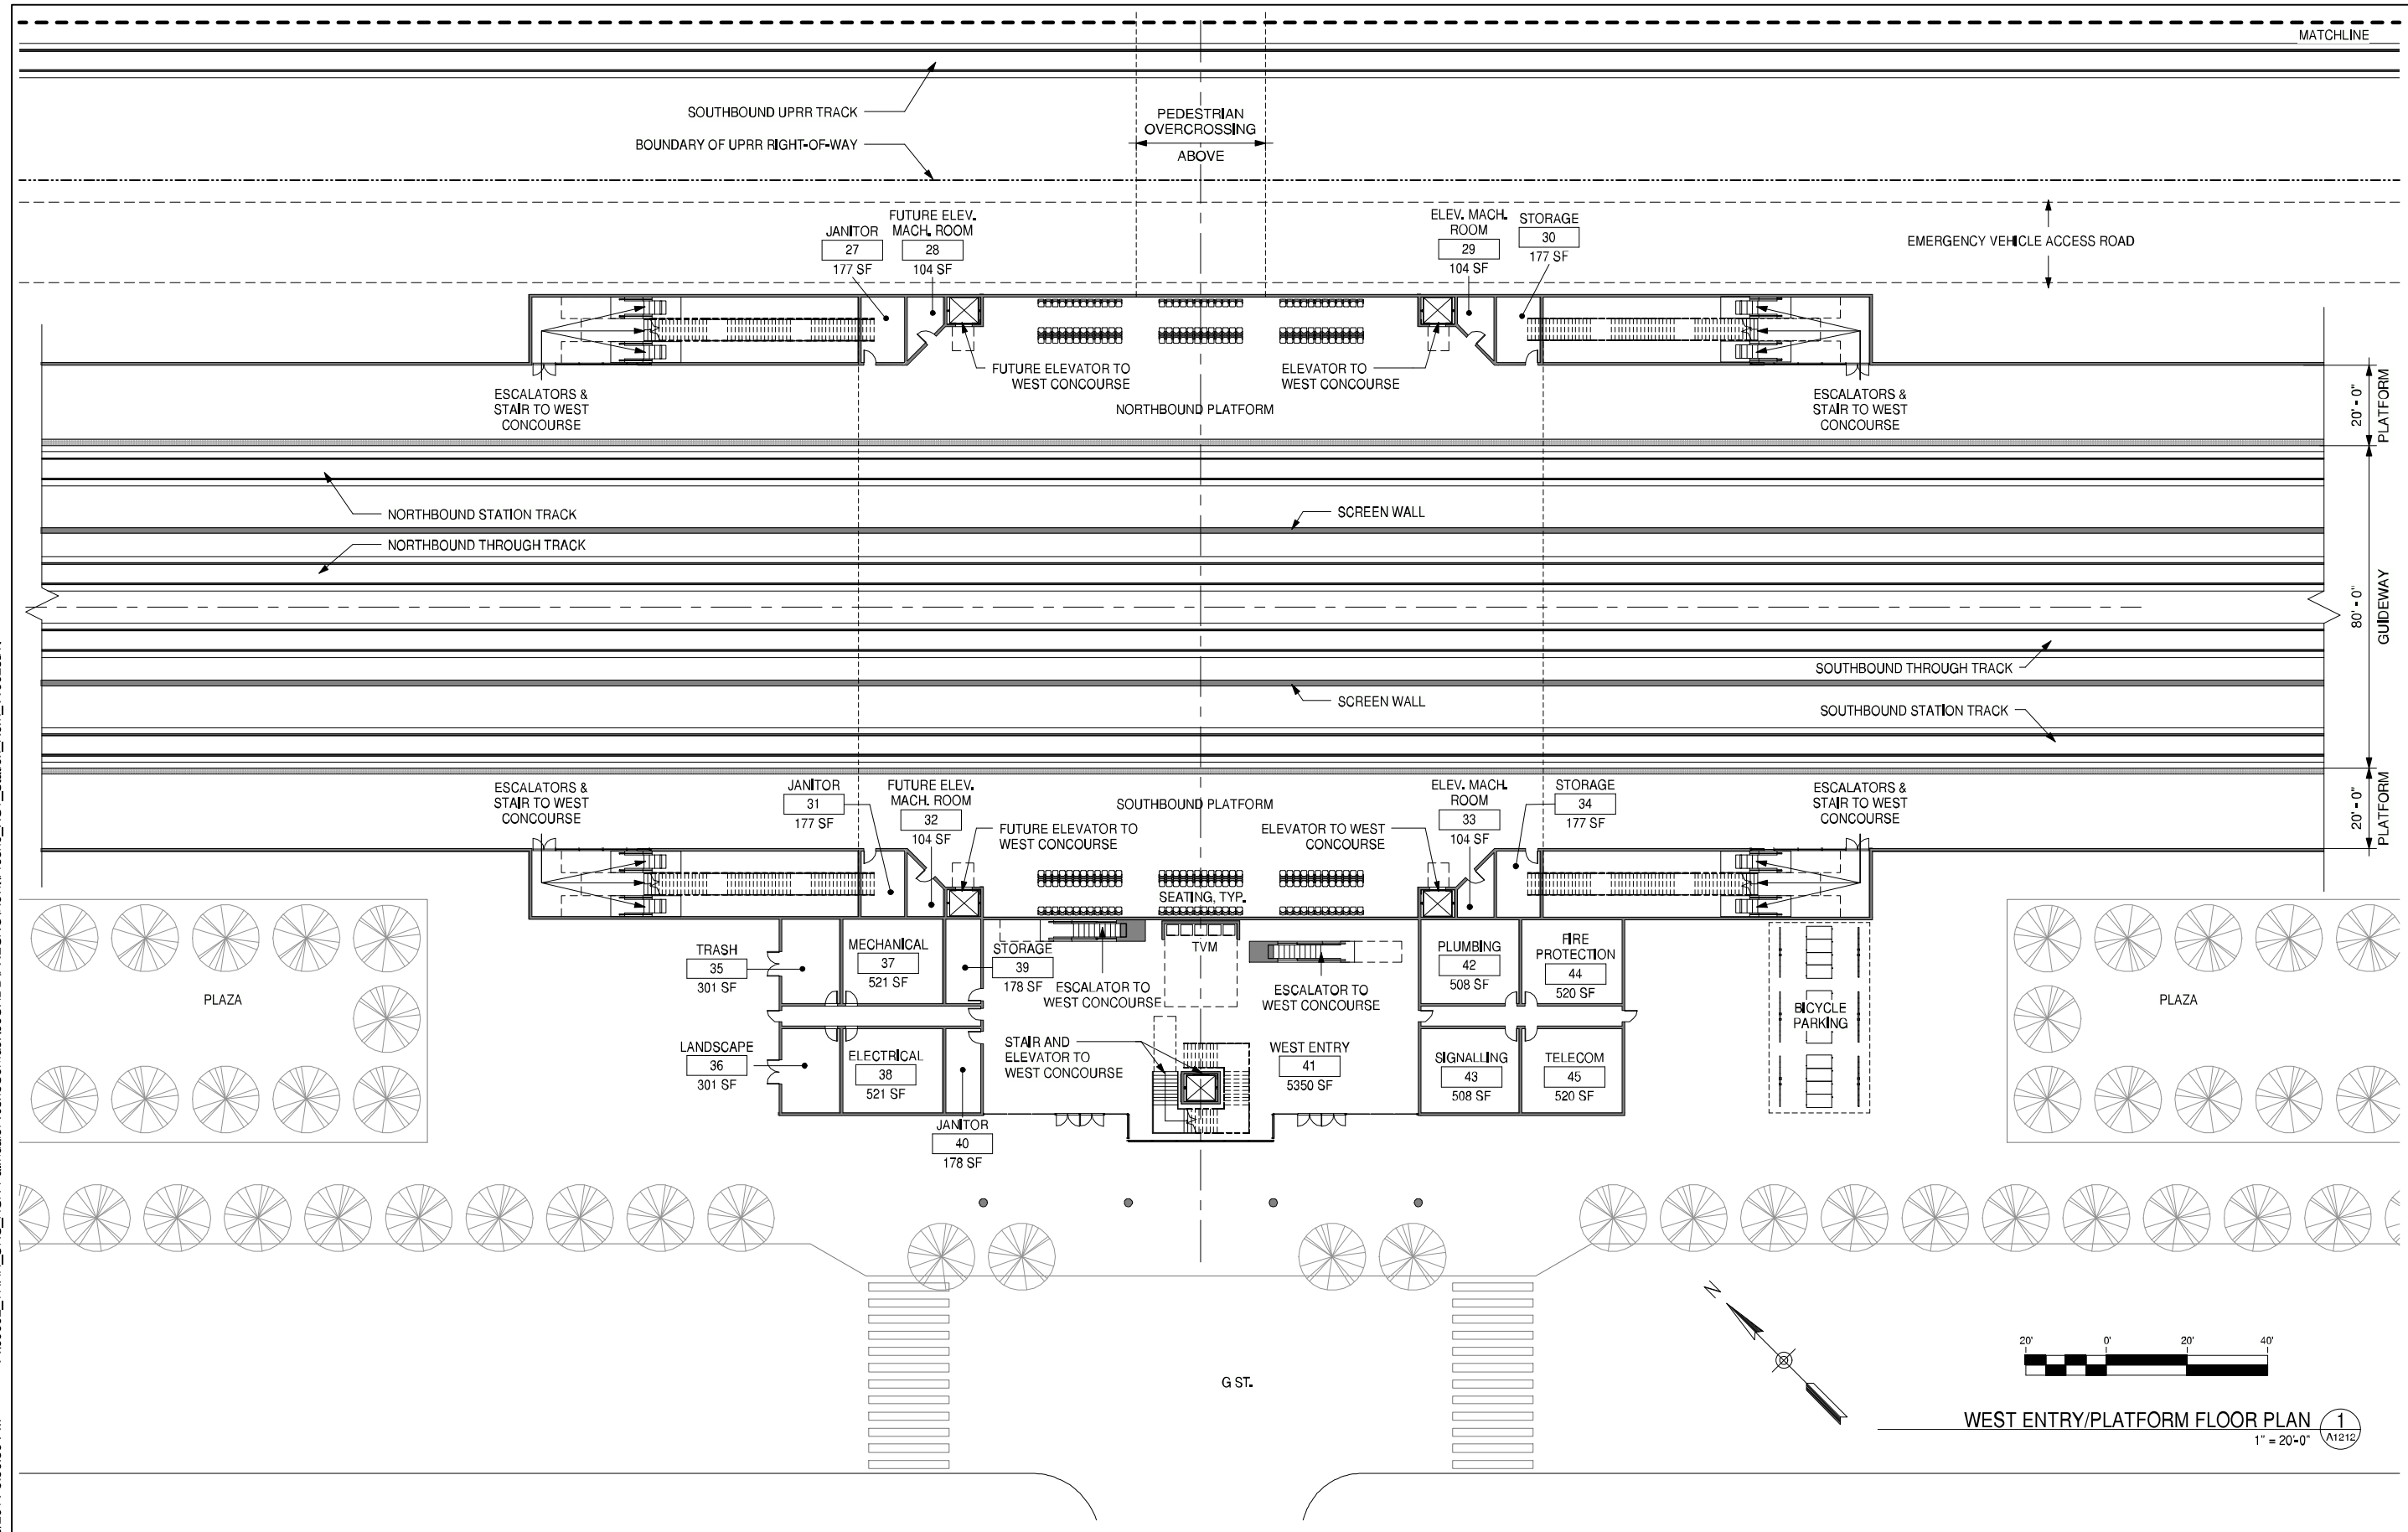 MATCHLINE
SOUTHBOUND UPRR TRACK
PEDESTRIAN
OVERCROSSING
ABOVE
BOUNDARY OF UPRR RIGHT-OF-WAY
JANITOR
27
177 SF
FUTURE ELEV.
MACH. ROOM
28
104 SF
ELEV. MACH.
ROOM
29
104 SF
STORAGE
30
177 SF
EMERGENCY VEHICLE ACCESS ROAD
ESCALATORS &
STAIR TO WEST
CONCOURSE
FUTURE ELEVATOR TO
WEST CONCOURSE
ELEVATOR TO
WEST CONCOURSE
NORTHBOUND PLATFORM
ESCALATORS &
STAIR TO WEST
CONCOURSE
20' - 0"
PLATFORM
NORTHBOUND STATION TRACK
SCREEN WALL
NORTHBOUND THROUGH TRACK
80' - 0"
GUIDEWAY
SOUTHBOUND THROUGH TRACK
SCREEN WALL
SOUTHBOUND STATION TRACK
ESCALATORS &
STAIR TO WEST
CONCOURSE
JANITOR
31
177 SF
FUTURE ELEV.
MACH. ROOM
32
104 SF
SOUTHBOUND PLATFORM
FUTURE ELEVATOR TO
WEST CONCOURSE
ELEVATOR TO WEST
CONCOURSE
ELEV. MACH.
ROOM
33
104 SF
STORAGE
34
177 SF
ESCALATORS &
STAIR TO WEST
CONCOURSE
20' - 0"
PLATFORM
SEATING, TYP.
TRASH
35
301 SF
MECHANICAL
37
521 SF
STORAGE
39
178 SF
ESCALATOR TO
WEST CONCOURSE
TVM
ESCALATOR TO
WEST CONCOURSE
PLUMBING
42
508 SF
FIRE
PROTECTION
44
520 SF
PLAZA
BICYCLE
PARKING
PLAZA
LANDSCAPE
36
301 SF
ELECTRICAL
38
521 SF
STAIR AND
ELEVATOR TO
WEST CONCOURSE
WEST ENTRY
41
5350 SF
SIGNALLING
43
508 SF
TELECOM
45
520 SF
JANITOR
40
178 SF
N
20' 0' 20' 40'
G ST.
WEST ENTRY/PLATFORM FLOOR PLAN
1" = 20'-0"
1
A1212